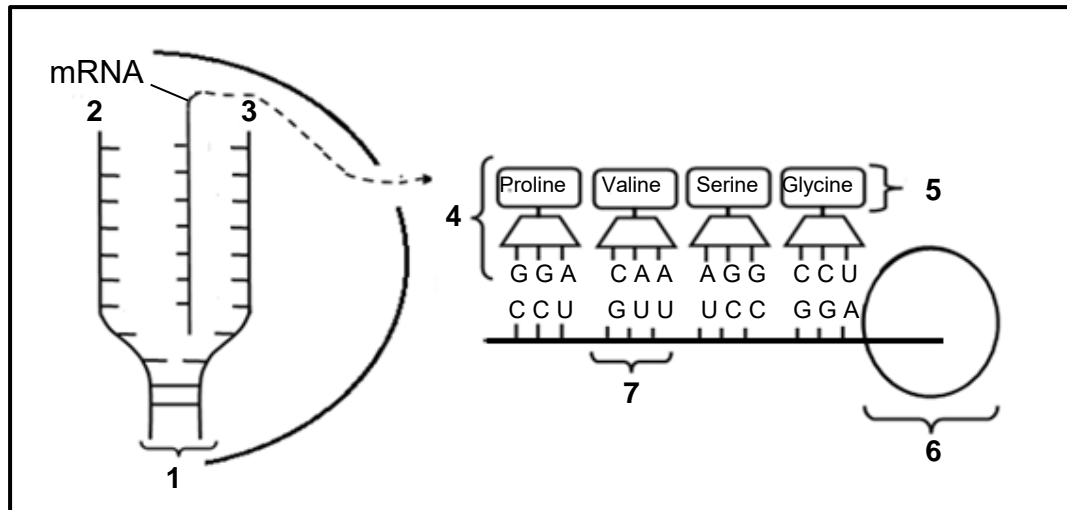 mRNA
2
3
1
4
Proline Valine Serine Glycine
5
G G A C A A A G G C C U
C C U G U U U C C G G A
7
6